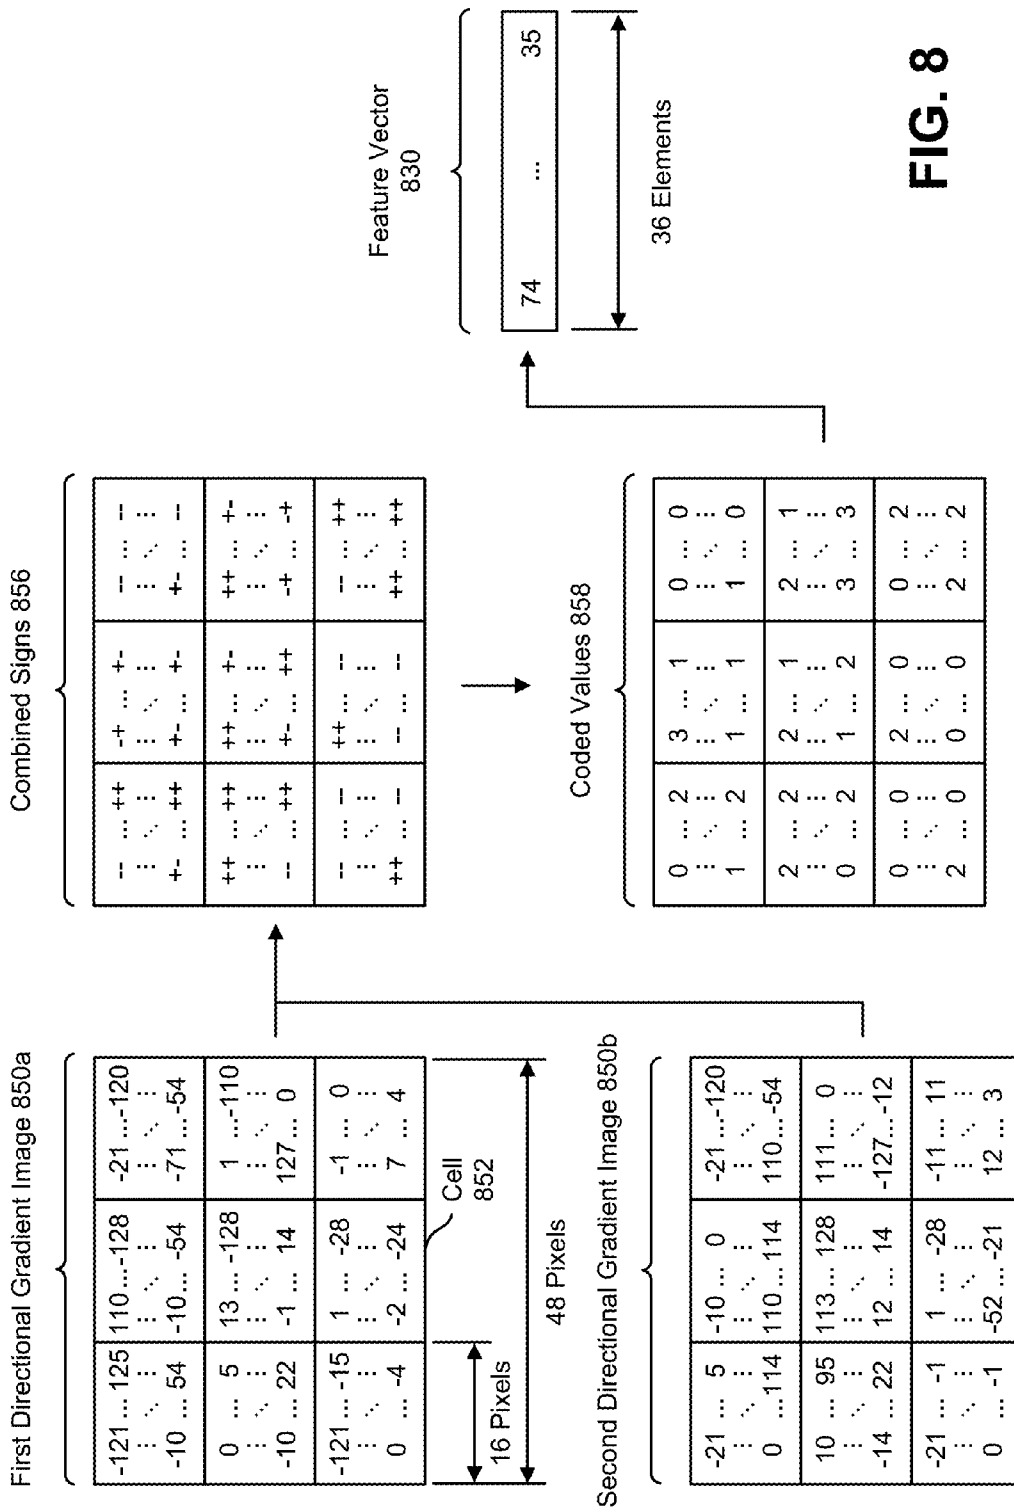 First Directional Gradient Image 850a
-121 ... 125 110 ... -128 -21 ... -120
⋮ ⋰ ⋮ ⋮ ⋰ ⋮ ⋮ ⋰ ⋮
-10 ... 54 -10 ... -54 -71 ... -54
0 ... 5 13 ... -128 1 ... -110
⋮ ⋰ ⋮ ⋮ ⋰ ⋮ ⋮ ⋰ ⋮
-10 ... 22 -1 ... 14 127 ... 0
-121 ... -15 1 ... -28 -1 ... 0
⋮ ⋰ ⋮ ⋮ ⋰ ⋮ ⋮ ⋰ ⋮
0 ... -4 -2 ... -24 7 ... 4
16 Pixels
Cell
852
48 Pixels
Second Directional Gradient Image 850b
-21 ... 5 -10 ... 0 -21 ... -120
⋮ ⋰ ⋮ ⋮ ⋰ ⋮ ⋮ ⋰ ⋮
0 ... 114 110 ... 114 110 ... -54
10 ... 95 113 ... 128 111 ... 0
⋮ ⋰ ⋮ ⋮ ⋰ ⋮ ⋮ ⋰ ⋮
-14 ... 22 12 ... 14 -127 ... -12
-21 ... -1 1 ... -28 -11 ... 11
⋮ ⋰ ⋮ ⋮ ⋰ ⋮ ⋮ ⋰ ⋮
0 ... -1 -52 ... -21 12 ... 3
Combined Signs 856
-- ... ++ -+ ... +- -- ... --
⋮ ⋰ ⋮ ⋮ ⋰ ⋮ ⋮ ⋰ ⋮
+- ... ++ +- ... +- +- ... --
++ ... ++ ++ ... +- ++ ... +-
⋮ ⋰ ⋮ ⋮ ⋰ ⋮ ⋮ ⋰ ⋮
-- ... ++ +- ... ++ -+ ... -+
-- ... -- ++ ... -- -- ... ++
⋮ ⋰ ⋮ ⋮ ⋰ ⋮ ⋮ ⋰ ⋮
++ ... -- -- ... -- ++ ... ++
Coded Values 858
0 ... 2 3 ... 1 0 ... 0
⋮ ⋰ ⋮ ⋮ ⋰ ⋮ ⋮ ⋰ ⋮
1 ... 2 1 ... 1 1 ... 0
2 ... 2 2 ... 1 2 ... 1
⋮ ⋰ ⋮ ⋮ ⋰ ⋮ ⋮ ⋰ ⋮
0 ... 2 1 ... 2 3 ... 3
0 ... 0 2 ... 0 0 ... 2
⋮ ⋰ ⋮ ⋮ ⋰ ⋮ ⋮ ⋰ ⋮
2 ... 0 0 ... 0 2 ... 2
Feature Vector
830
74 ... 35
36 Elements
FIG. 8